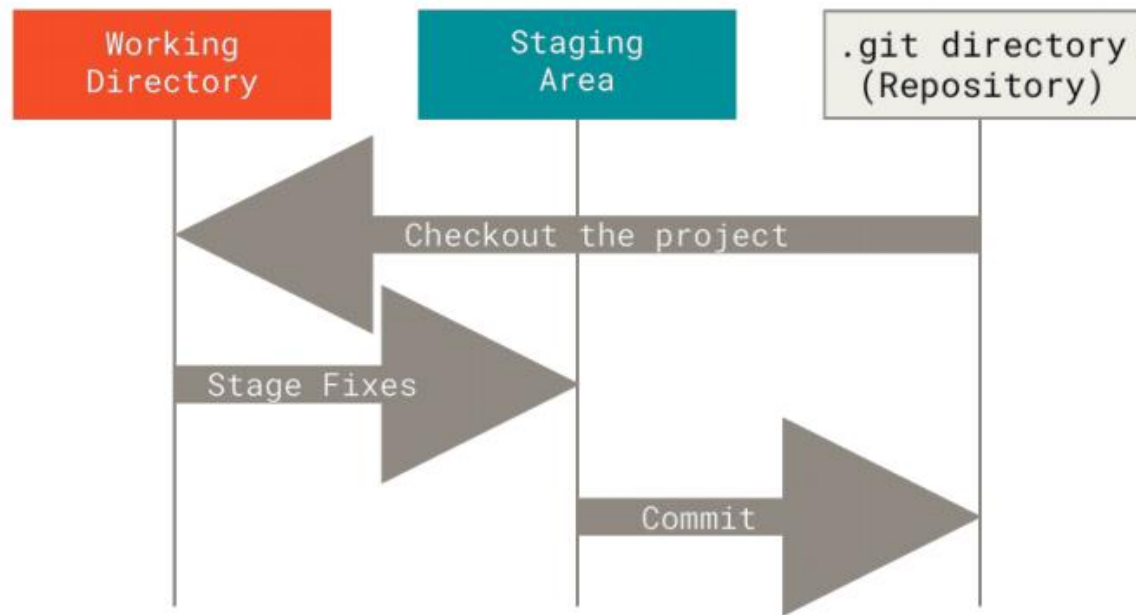 Working
Directory
Staging
Area
.git directory
(Repository)
Checkout the project
Stage Fixes
Commit